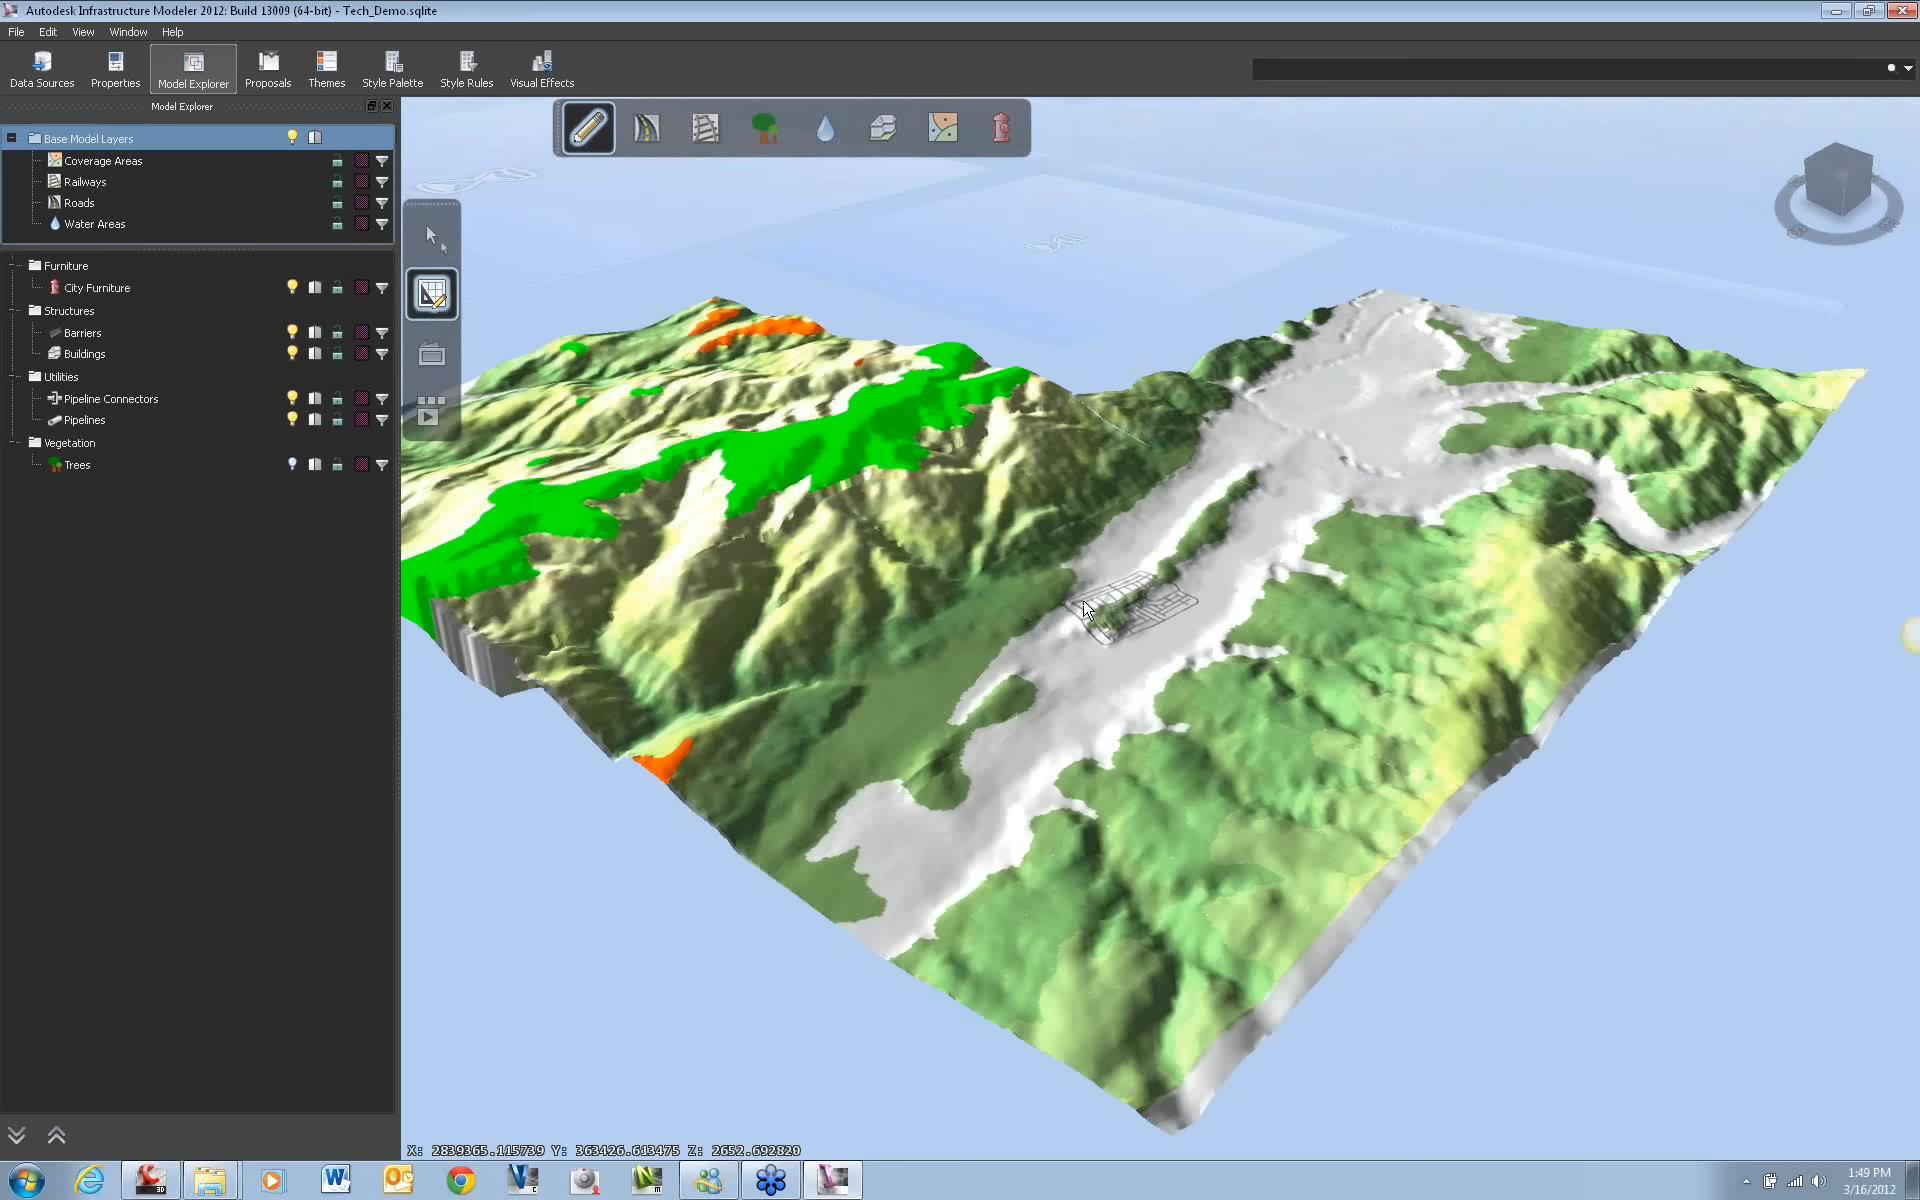 Autodesk Infrastructure Modeler 2012: Build 13009 (64-bit) - Tech_Demo.sqlite
File Edit View Window Help
Data Sources Properties Model Explorer Proposals Themes Style Palette Style Rules Visual Effects
Model Explorer
Base Model Layers
Coverage Areas
Railways
Roads
Water Areas
Furniture
City Furniture
Structures
Barriers
Buildings
Utilities
Pipeline Connectors
Pipelines
Vegetation
Trees
X: 2839365.115739 Y: 363426.613475 Z: 2652.692820
1:49 PM
3/16/2012